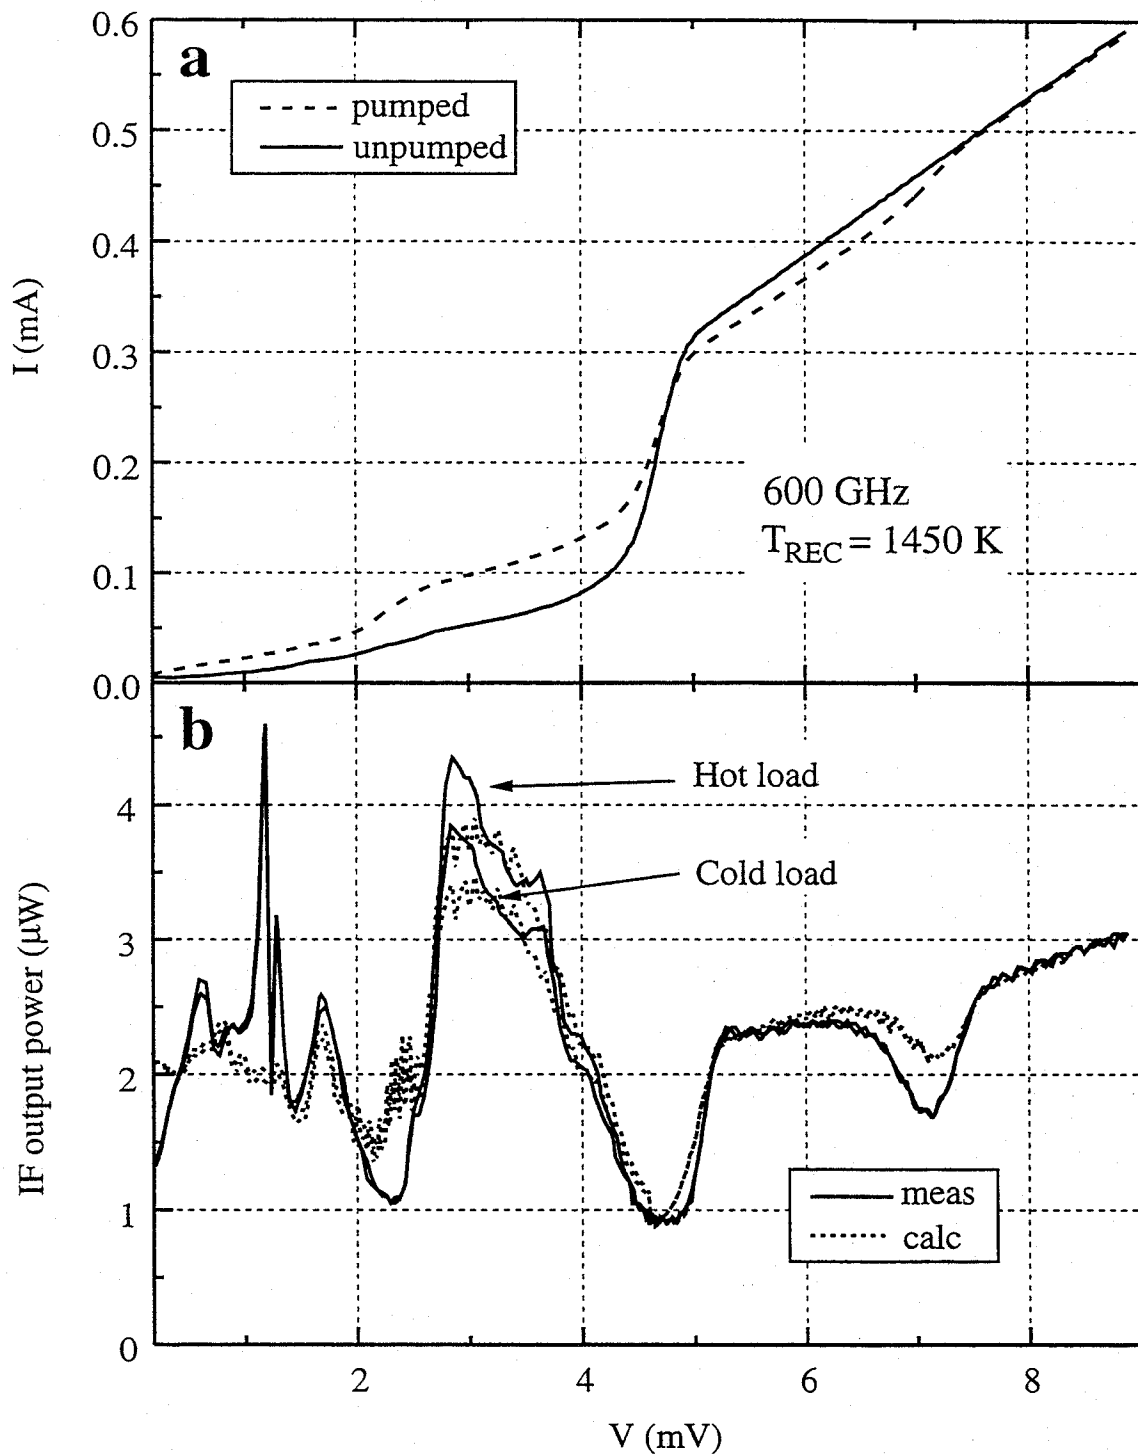 0.6
a
pumped
unpumped
0.5
0.4
I (mA)
0.3
0.2
600 GHz
T_REC = 1450 K
0.1
0.0
b
Hot load
4
Cold load
IF output power (µW)
3
2
meas
1
calc
0
2 4 6 8
V (mV)